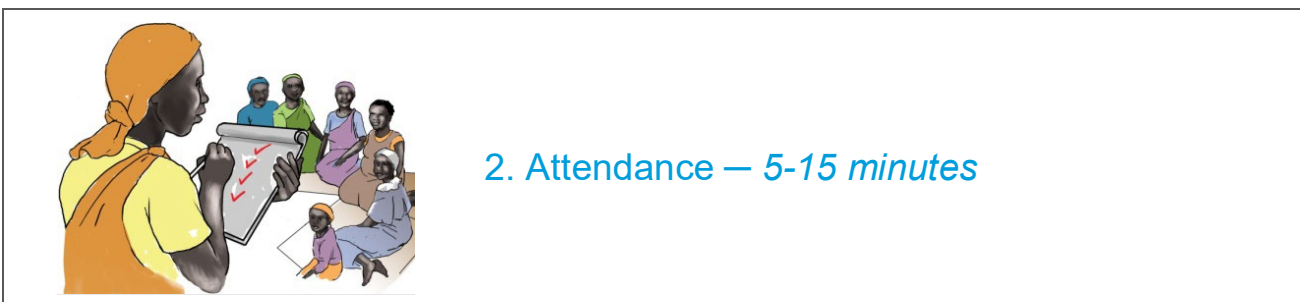 2. Attendance ─ 5-15 minutes